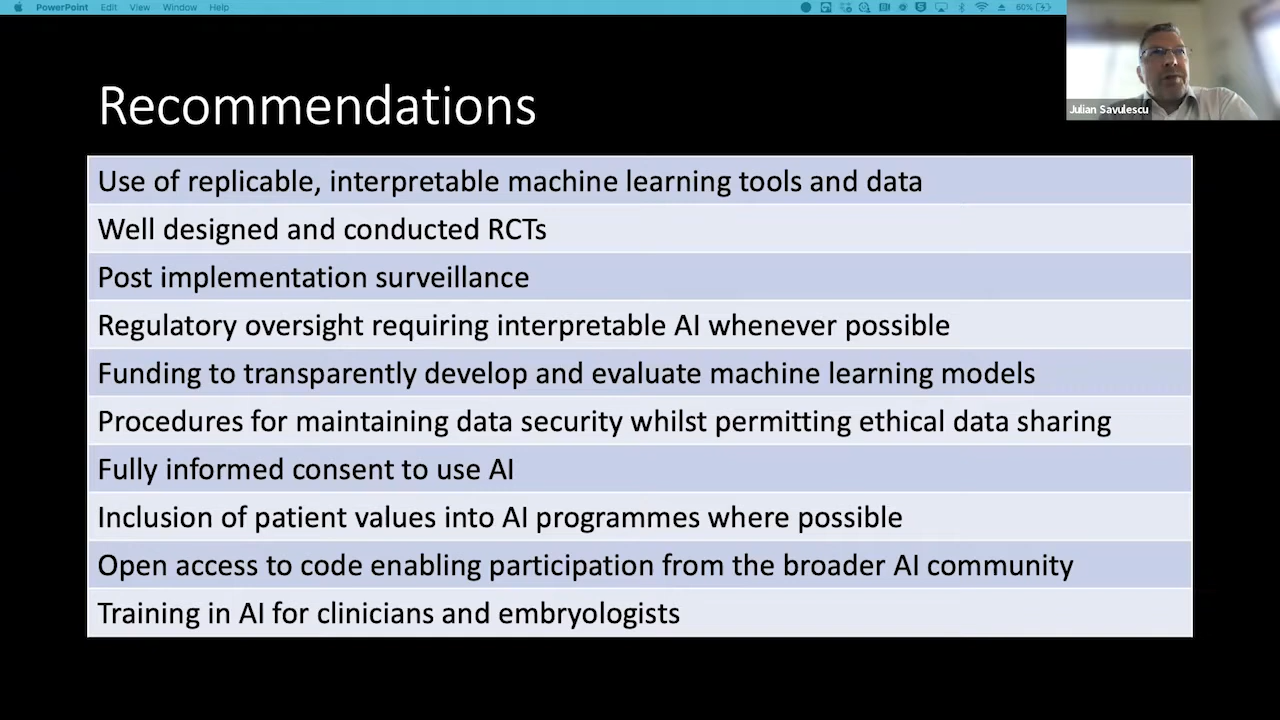 PowerPoint Edit View Window Help
60%
Julian Savulescu
Recommendations
Use of replicable, interpretable machine learning tools and data
Well designed and conducted RCTs
Post implementation surveillance
Regulatory oversight requiring interpretable AI whenever possible
Funding to transparently develop and evaluate machine learning models
Procedures for maintaining data security whilst permitting ethical data sharing
Fully informed consent to use AI
Inclusion of patient values into AI programmes where possible
Open access to code enabling participation from the broader AI community
Training in AI for clinicians and embryologists